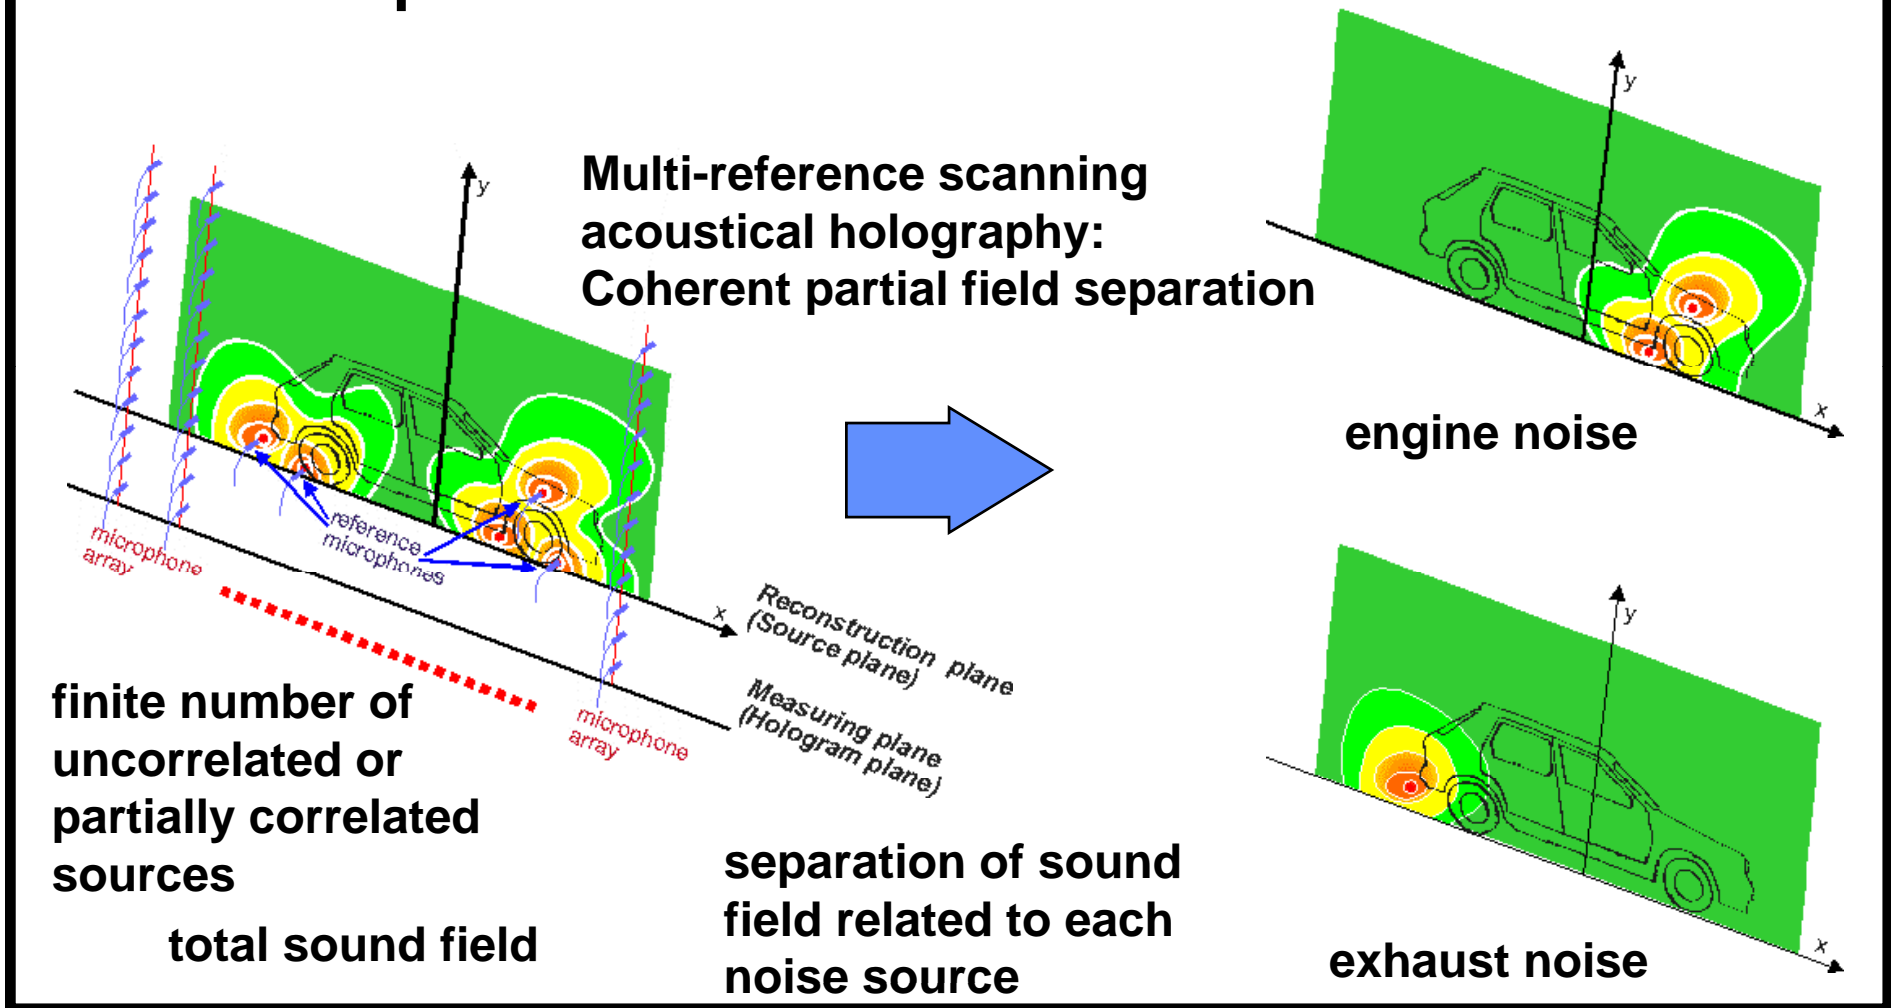 Multi-reference scanning
acoustical holography:
Coherent partial field separation
y
y
x
engine noise
reference
microphones
microphone
array
x
Reconstruction plane
(Source plane)
Measuring plane
(Hologram plane)
microphone
array
finite number of
uncorrelated or
partially correlated
sources
total sound field
separation of sound
field related to each
noise source
y
x
exhaust noise